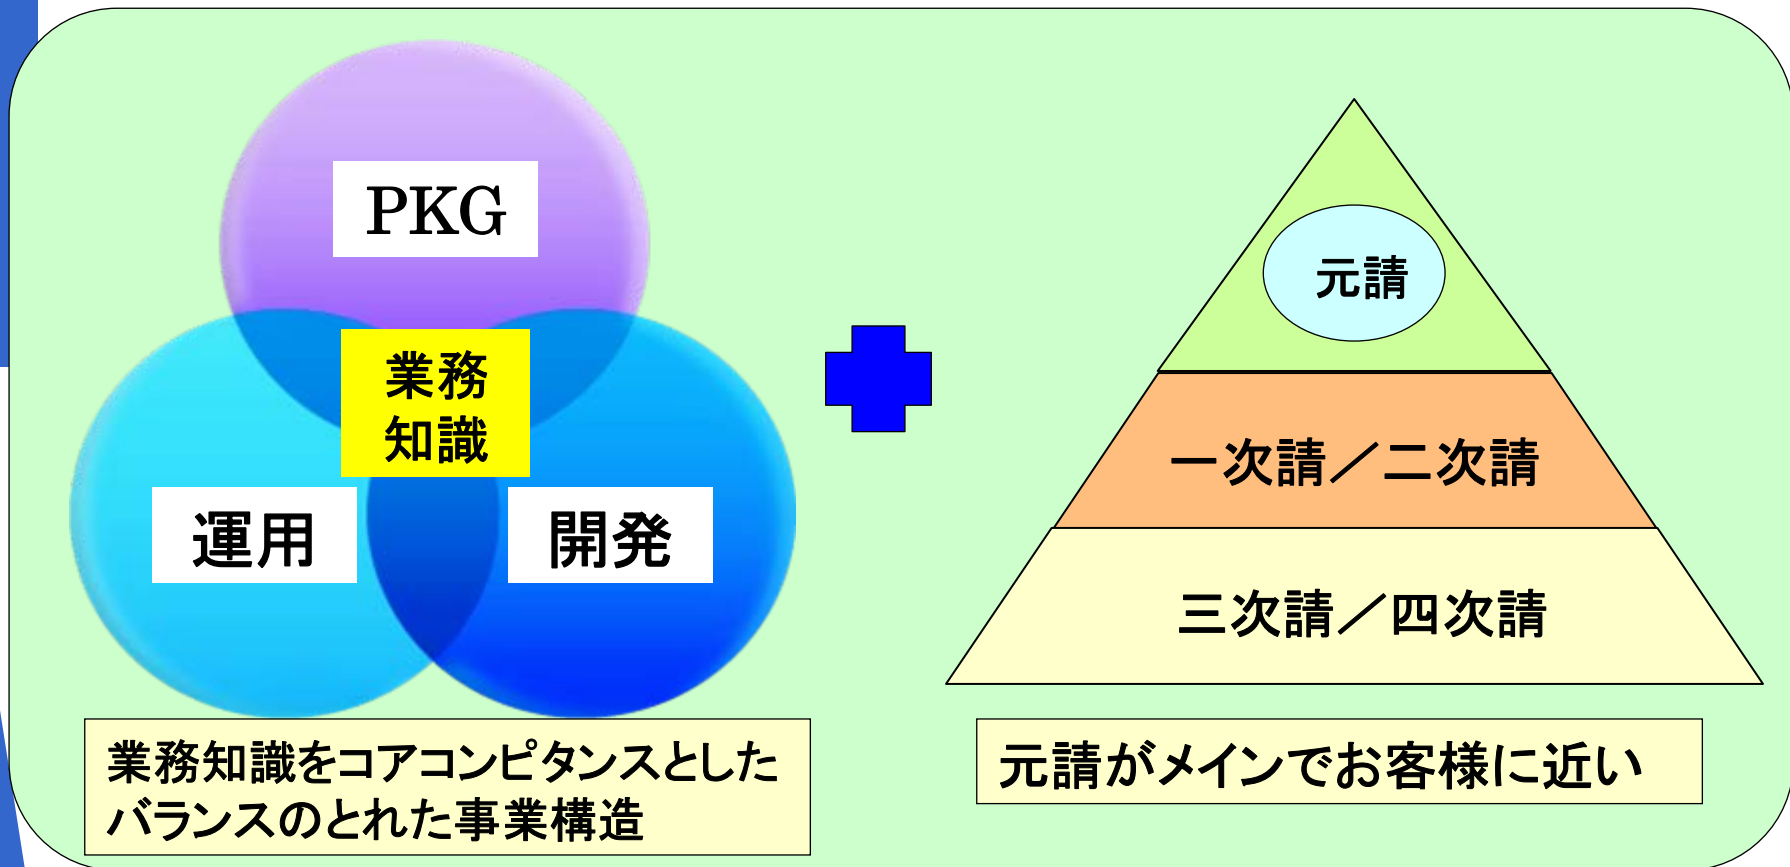 PKG
業務
知識
運用
開発
業務知識をコアコンピタンスとした
バランスのとれた事業構造
元請
一次請／二次請
三次請／四次請
元請がメインでお客様に近い